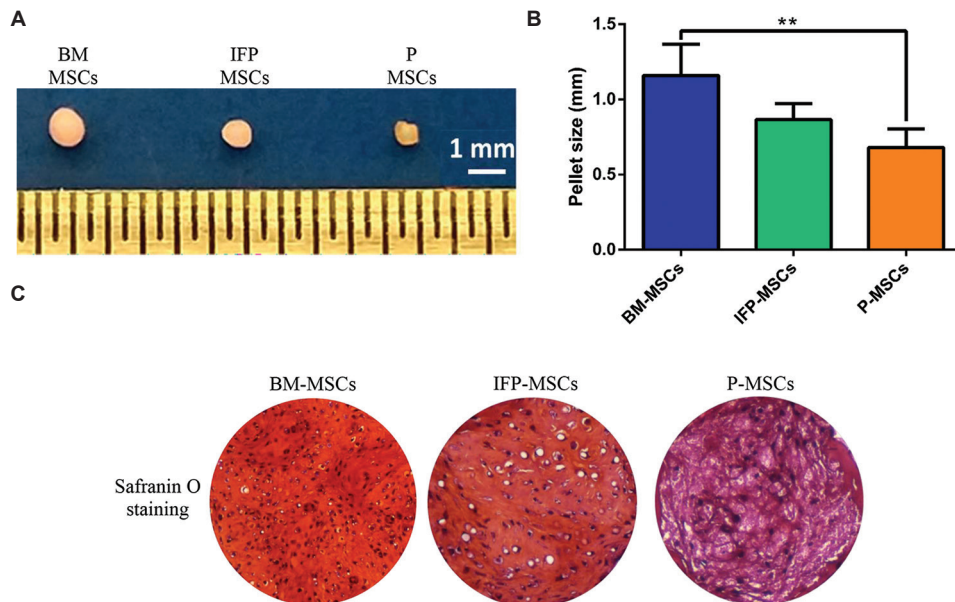 A
BM
MSCs
IFP
MSCs
P
MSCs
1 mm
B
**
Pellet size (mm)
1.5
1.0
0.5
0.0
BM-MSCs
IFP-MSCs
P-MSCs
C
BM-MSCs
IFP-MSCs
P-MSCs
Safranin O
staining